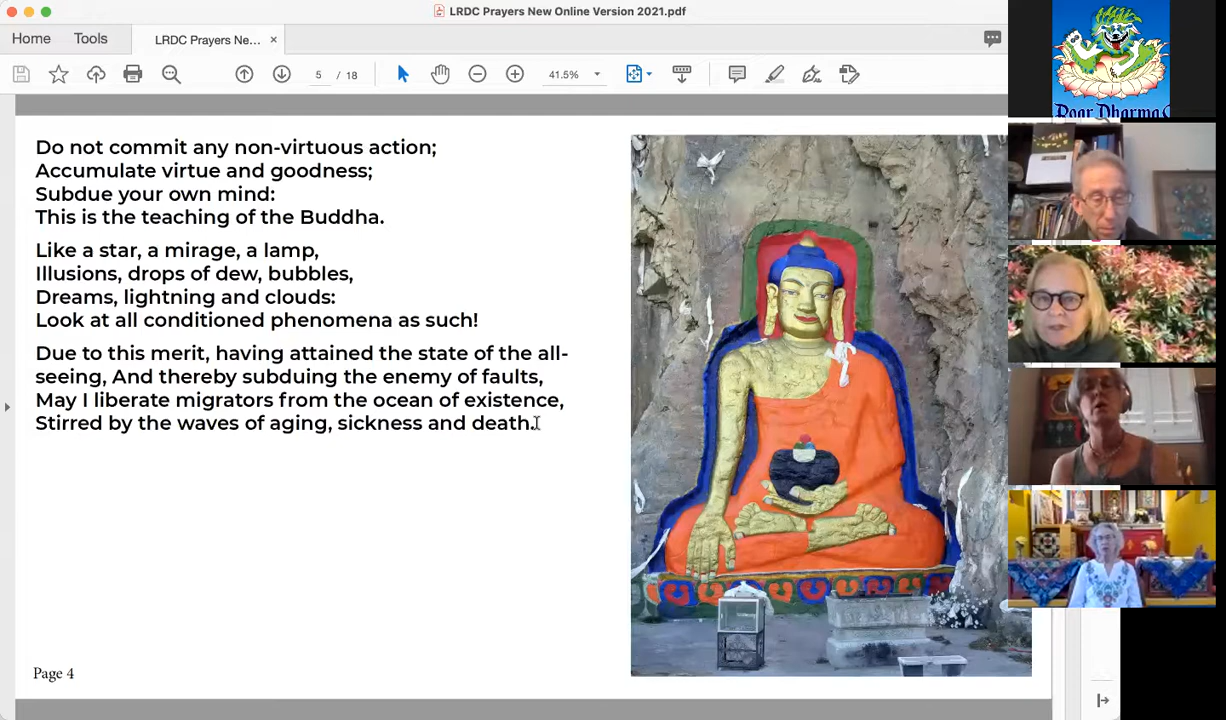 LRDC Prayers New Online Version 2021.pdf
Home
Tools
LRDC Prayers Ne...
5 / 18
41.5%
Do not commit any non-virtuous action;
Accumulate virtue and goodness;
Subdue your own mind:
This is the teaching of the Buddha.
Like a star, a mirage, a lamp,
Illusions, drops of dew, bubbles,
Dreams, lightning and clouds:
Look at all conditioned phenomena as such!
Due to this merit, having attained the state of the all-
seeing, And thereby subduing the enemy of faults,
May I liberate migrators from the ocean of existence,
Stirred by the waves of aging, sickness and death.
Page 4
Roar Dharma